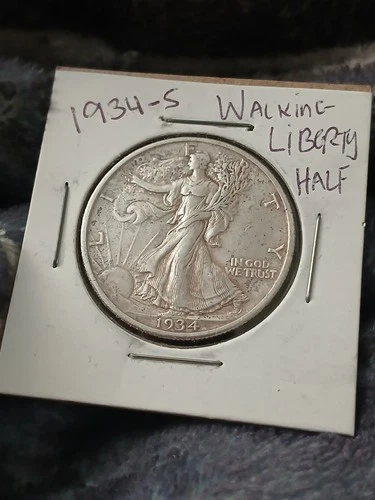 1934-S WALKING
LIBERTY
HALF
LIBERTY
IN GOD
WE TRUST
1934